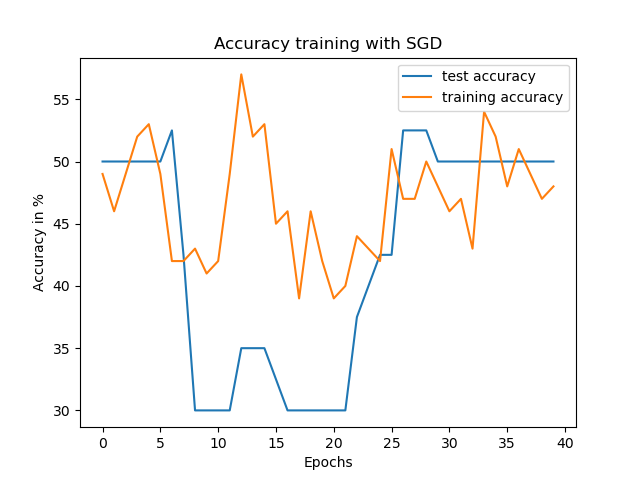 Accuracy training with SGD
test accuracy
training accuracy
55
50
45
40
35
30
Accuracy in %
0 5 10 15 20 25 30 35 40
Epochs